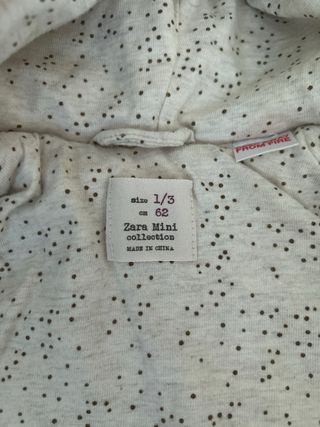 FROM FIRE
size 1/3
cm 62
Zara Mini
collection
MADE IN CHINA